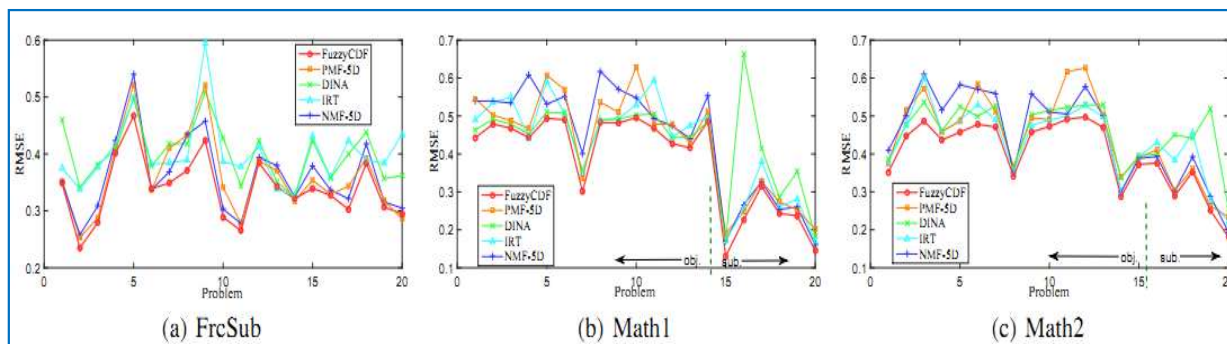 RMSE
0.6
0.5
0.4
0.3
0.2
0
5
10
15
20
Problem
FuzzyCDF
PMF-5D
DINA
IRT
NMF-5D
(a) FrcSub
RMSE
0.7
0.6
0.5
0.4
0.3
0.2
0.1
0
5
10
15
20
Problem
FuzzyCDF
PMF-5D
DINA
IRT
NMF-5D
obj.
sub.
(b) Math1
RMSE
0.7
0.6
0.5
0.4
0.3
0.2
0.1
0
5
10
15
20
Problem
FuzzyCDF
PMF-5D
DINA
IRT
NMF-5D
obj.
sub.
(c) Math2